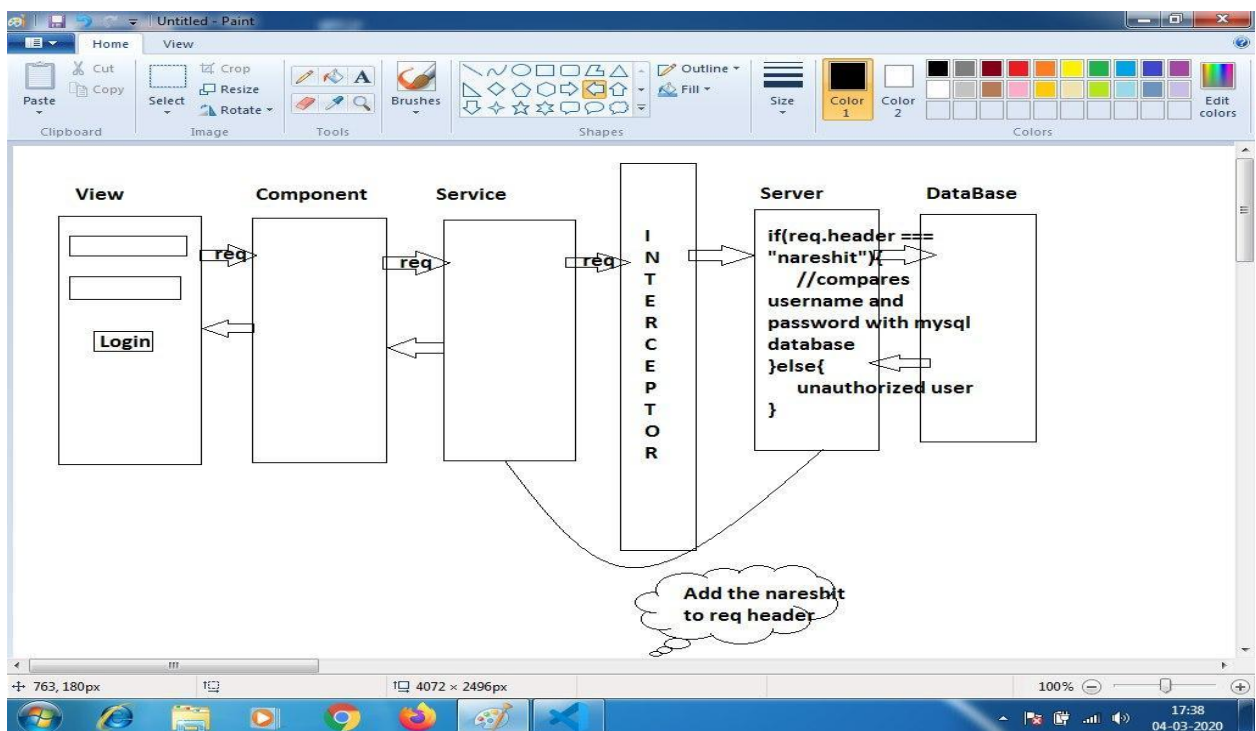 Untitled - Paint
Home
View
Paste
Cut
Copy
Clipboard
Select
Crop
Resize
Rotate
Image
A
Tools
Brushes
Shapes
Outline
Fill
Size
Color
1
Color
2
Colors
Edit
colors
View
Component
Service
Server
DataBase
Login
req
req
req
I
N
T
E
R
C
E
P
T
O
R
if(req.header ===
"nareshit"){
//compares
username and
password with mysql
database
}else{
unauthorized user
}
Add the nareshit
to req header
763, 180px
4072 × 2496px
100%
17:38
04-03-2020